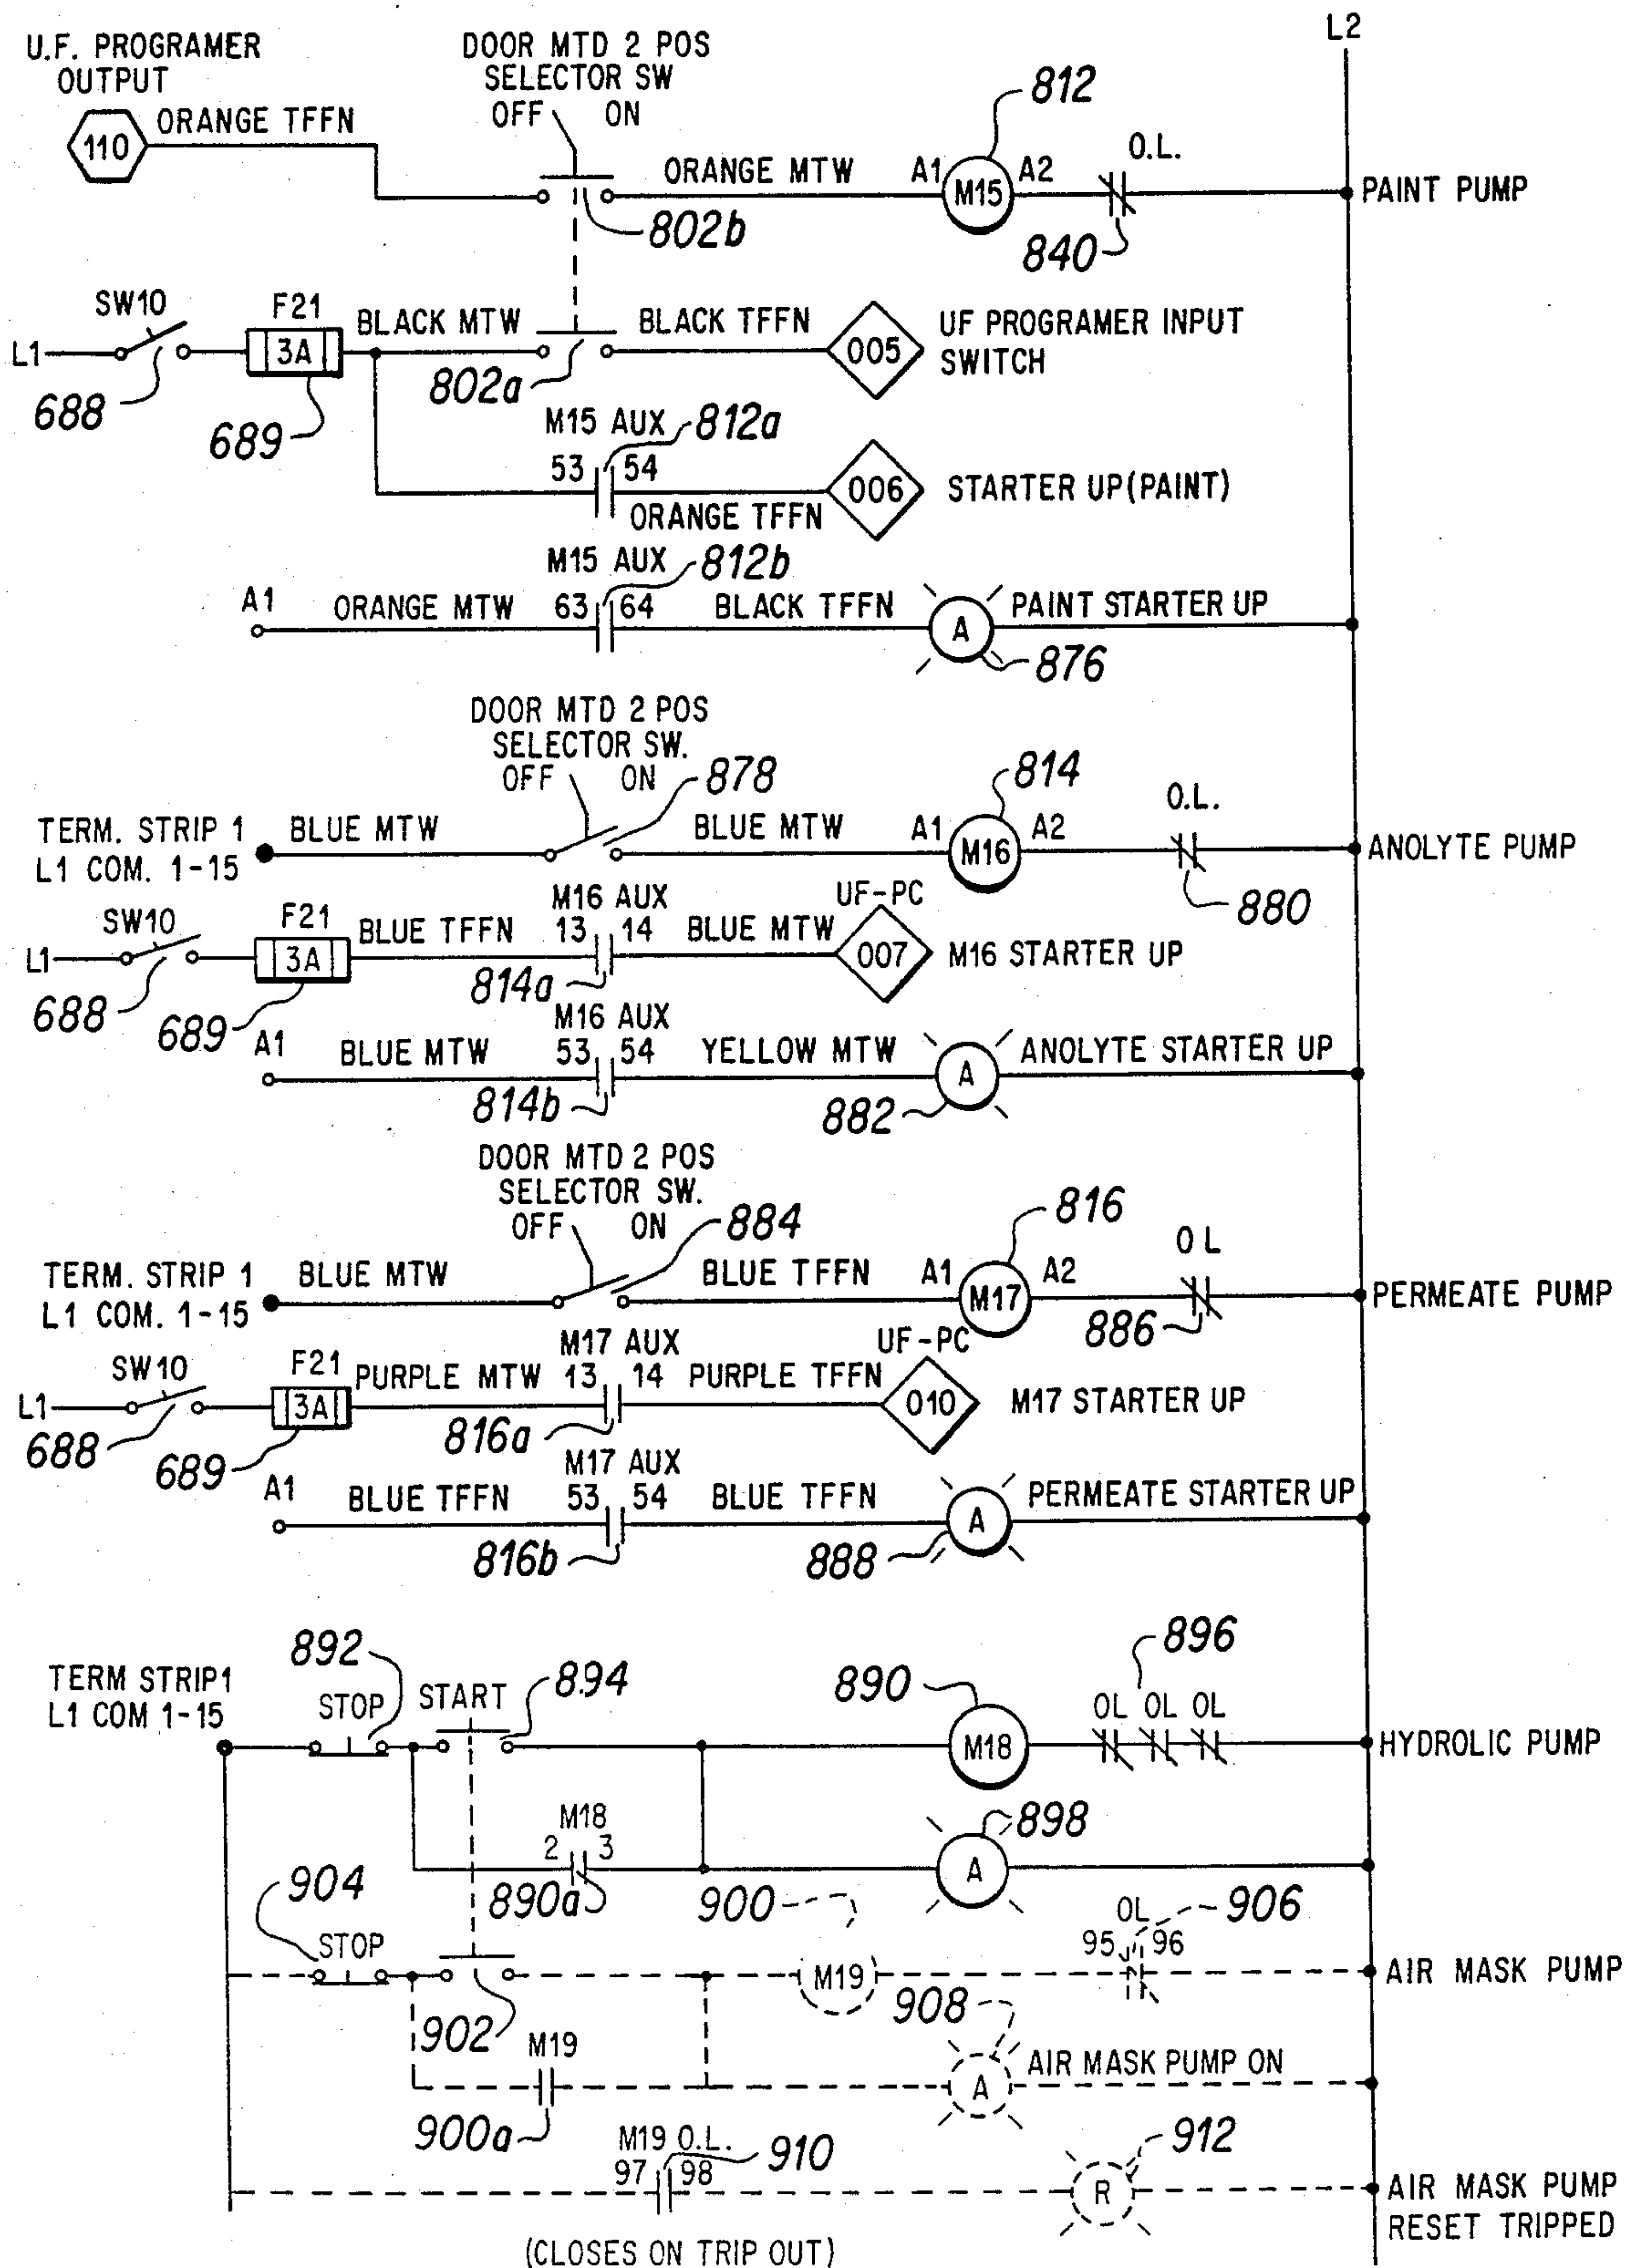 L2
U.F. PROGRAMER
OUTPUT
110
ORANGE TFFN
DOOR MTD 2 POS
SELECTOR SW
OFF ON
812
ORANGE MTW
A1 M15 A2
O.L.
PAINT PUMP
802b
840
SW10
F21
L1
3A
BLACK MTW
BLACK TFFN
005
UF PROGRAMER INPUT
SWITCH
688
689
802a
M15 AUX 812a
53 54
006
STARTER UP(PAINT)
ORANGE TFFN
M15 AUX 812b
A1
ORANGE MTW
63 64
BLACK TFFN
A
PAINT STARTER UP
876
DOOR MTD 2 POS
SELECTOR SW.
OFF ON 878
814
TERM. STRIP 1
L1 COM. 1-15
BLUE MTW
BLUE MTW
A1 M16 A2
O.L.
ANOLYTE PUMP
880
SW10
F21
L1
3A
BLUE TFFN
M16 AUX
13 14
BLUE MTW
UF-PC
007
M16 STARTER UP
688
689
814a
A1
BLUE MTW
M16 AUX
53 54
YELLOW MTW
A
ANOLYTE STARTER UP
814b
882
DOOR MTD 2 POS
SELECTOR SW.
OFF ON 884
816
TERM. STRIP 1
L1 COM. 1-15
BLUE MTW
BLUE TFFN
A1 M17 A2
O L
PERMEATE PUMP
886
SW10
F21
L1
3A
PURPLE MTW
M17 AUX
13 14
PURPLE TFFN
UF-PC
010
M17 STARTER UP
688
689
816a
A1
BLUE TFFN
M17 AUX
53 54
BLUE TFFN
A
PERMEATE STARTER UP
816b
888
TERM STRIP1
L1 COM 1-15
892
STOP
START
894
890
M18
896
OL OL OL
HYDROLIC PUMP
M18
2 3
890a
A
898
904
STOP
900
M19
OL
906
95 96
AIR MASK PUMP
902
908
M19
900a
A
AIR MASK PUMP ON
M19 O.L.
97 98
910
R
912
AIR MASK PUMP
RESET TRIPPED
(CLOSES ON TRIP OUT)